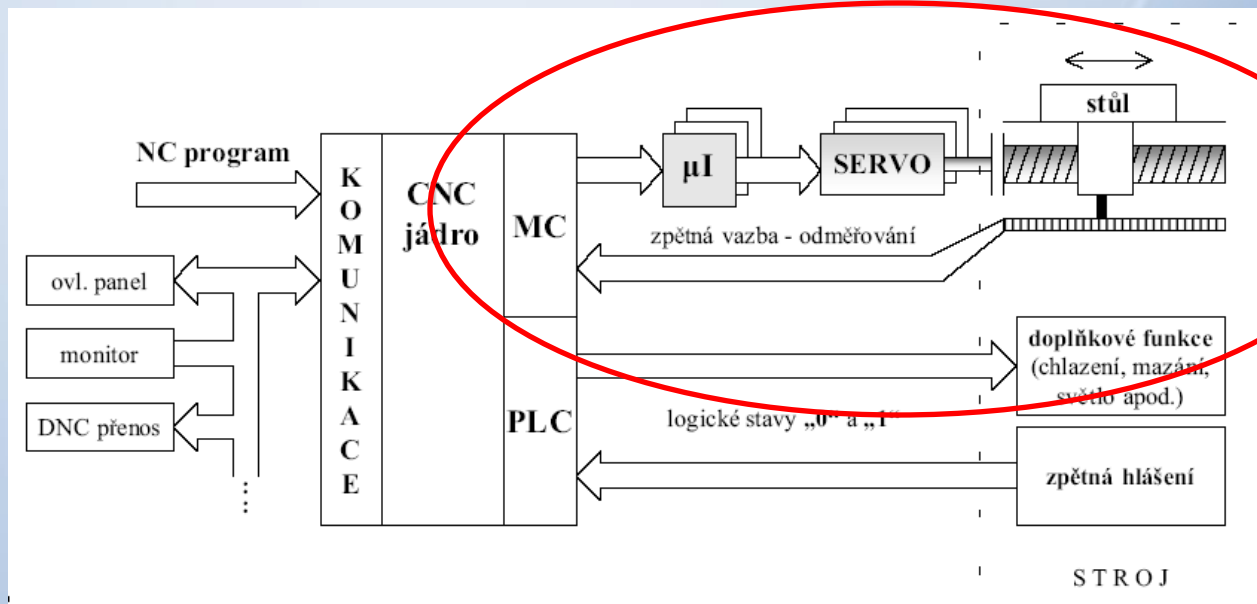 NC program
ovl. panel
monitor
DNC přenos
KOMUNIKACE
CNC
jádro
MC
PLC
μI
SERVO
stůl
zpětná vazba - odměřování
doplňkové funkce
(chlazení, mazání,
světlo apod.)
logické stavy „0“ a „1“
zpětná hlášení
STROJ